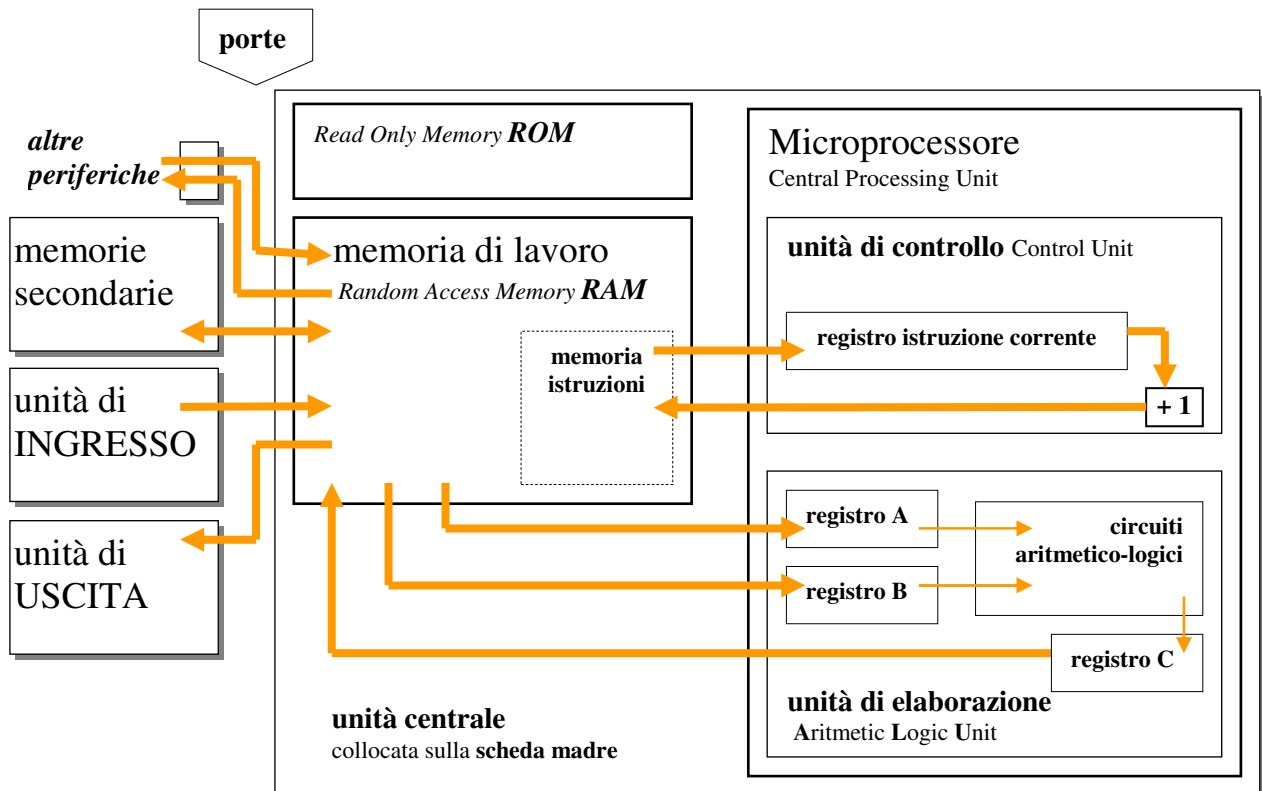 porte
altre
periferiche
memorie
secondarie
unità di
INGRESSO
unità di
USCITA
Read Only Memory ROM
memoria di lavoro
Random Access Memory RAM
memoria
istruzioni
unità centrale
collocata sulla scheda madre
Microprocessore
Central Processing Unit
unità di controllo Control Unit
registro istruzione corrente
+ 1
registro A
registro B
circuiti
aritmetico-logici
registro C
unità di elaborazione
Aritmetic Logic Unit